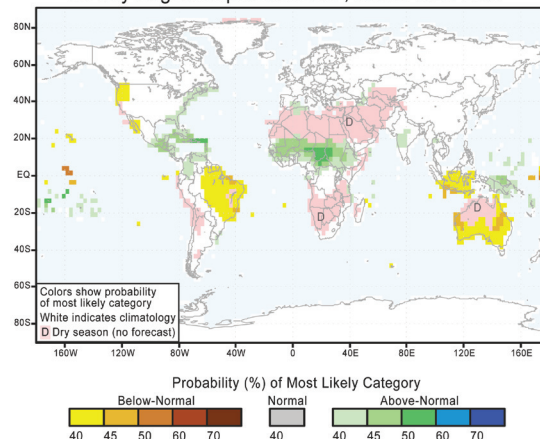 80N
60N
40N
20N
EQ
20S
40S
60S
80S
D
D
D
Colors show probability
of most likely category
White indicates climatology
D Dry season (no forecast)
160W 120W 80W 40W 0 40E 80E 120E 160E
Probability (%) of Most Likely Category
Below-Normal Normal Above-Normal
40 45 50 60 70 40 40 45 50 60 70